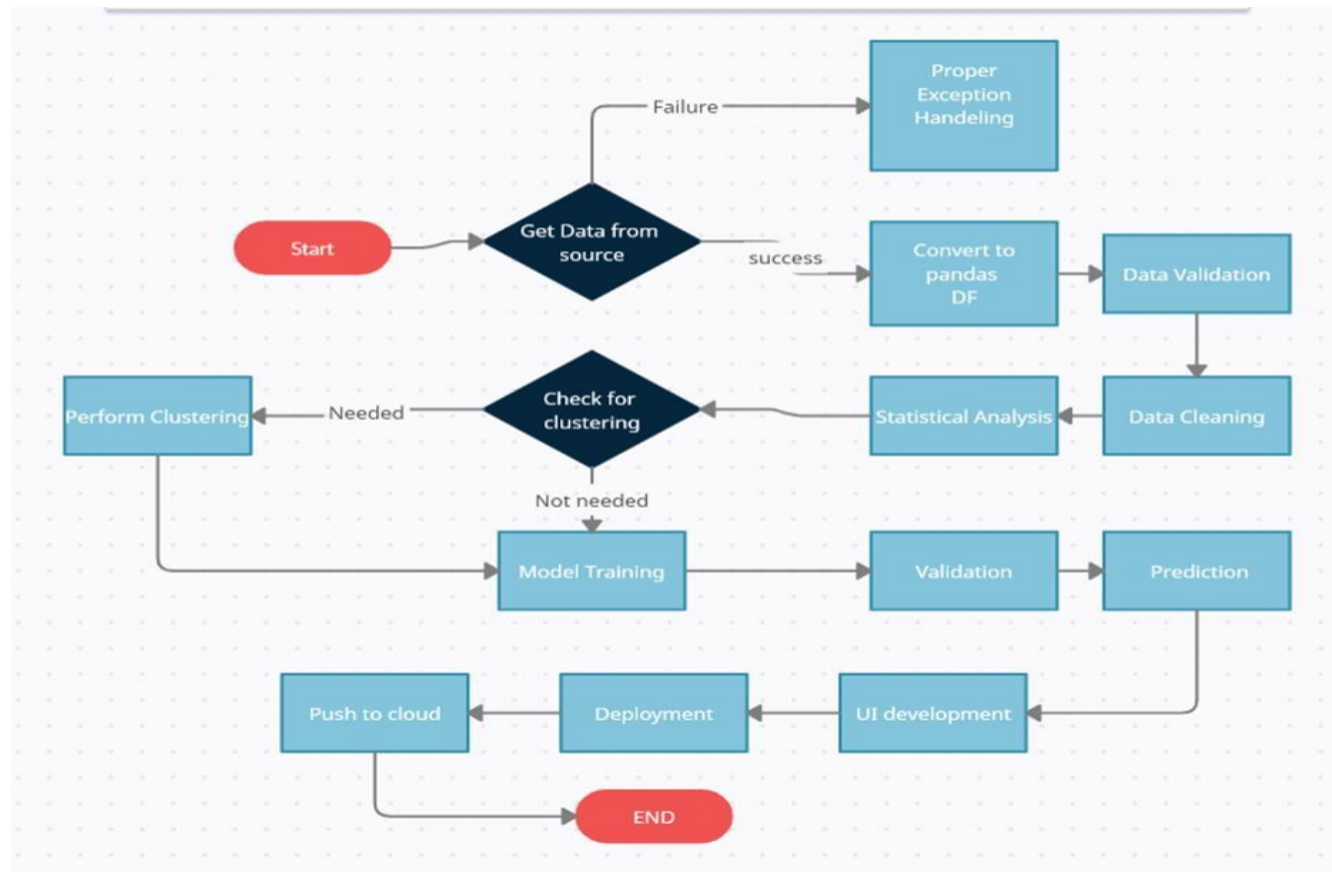 Proper
Exception
Handeling
Failure
Start
Get Data from
source
success
Convert to
pandas
DF
Data Validation
Perform Clustering
Needed
Check for
clustering
Statistical Analysis
Data Cleaning
Not needed
Model Training
Validation
Prediction
Push to cloud
Deployment
UI development
END